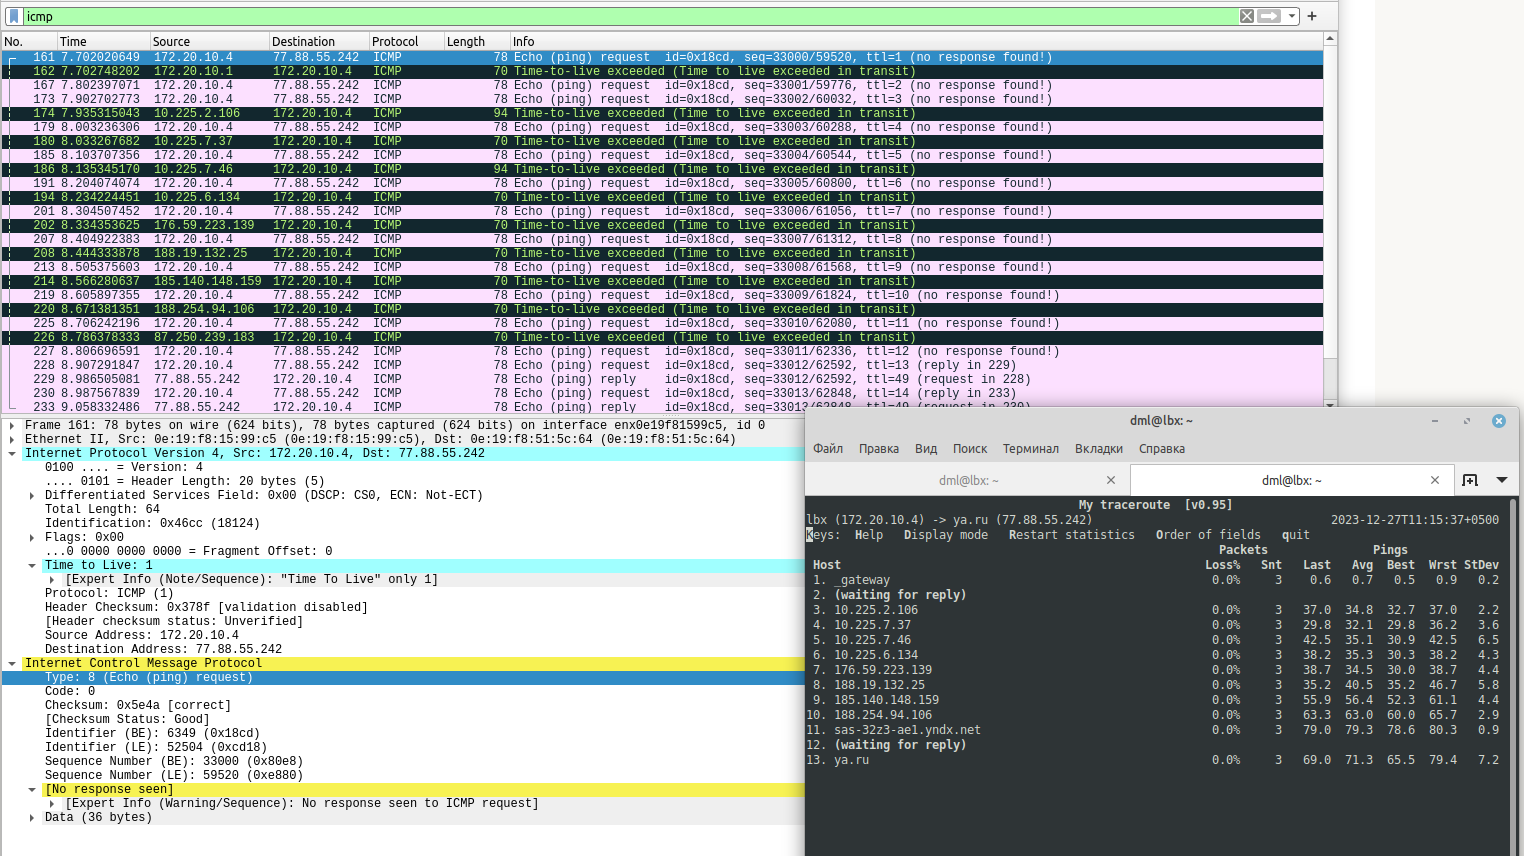 icmp
No. Time Source Destination Protocol Length Info
161 7.702020649 172.20.10.4 77.88.55.242 ICMP 78 Echo (ping) request id=0x18cd, seq=33000/59520, ttl=1 (no response found!)
162 7.702748202 172.20.10.1 172.20.10.4 ICMP 70 Time-to-live exceeded (Time to live exceeded in transit)
167 7.802397071 172.20.10.4 77.88.55.242 ICMP 78 Echo (ping) request id=0x18cd, seq=33001/59776, ttl=2 (no response found!)
173 7.902702773 172.20.10.4 77.88.55.242 ICMP 78 Echo (ping) request id=0x18cd, seq=33002/60032, ttl=3 (no response found!)
174 7.935315043 10.225.2.106 172.20.10.4 ICMP 94 Time-to-live exceeded (Time to live exceeded in transit)
179 8.003236306 172.20.10.4 77.88.55.242 ICMP 78 Echo (ping) request id=0x18cd, seq=33003/60288, ttl=4 (no response found!)
180 8.033267682 10.225.7.37 172.20.10.4 ICMP 70 Time-to-live exceeded (Time to live exceeded in transit)
185 8.103707356 172.20.10.4 77.88.55.242 ICMP 78 Echo (ping) request id=0x18cd, seq=33004/60544, ttl=5 (no response found!)
186 8.135345170 10.225.7.46 172.20.10.4 ICMP 94 Time-to-live exceeded (Time to live exceeded in transit)
191 8.204074074 172.20.10.4 77.88.55.242 ICMP 78 Echo (ping) request id=0x18cd, seq=33005/60800, ttl=6 (no response found!)
194 8.234224451 10.225.6.134 172.20.10.4 ICMP 70 Time-to-live exceeded (Time to live exceeded in transit)
201 8.304507452 172.20.10.4 77.88.55.242 ICMP 78 Echo (ping) request id=0x18cd, seq=33006/61056, ttl=7 (no response found!)
202 8.334353625 176.59.223.139 172.20.10.4 ICMP 70 Time-to-live exceeded (Time to live exceeded in transit)
207 8.404922383 172.20.10.4 77.88.55.242 ICMP 78 Echo (ping) request id=0x18cd, seq=33007/61312, ttl=8 (no response found!)
208 8.444333878 188.19.132.25 172.20.10.4 ICMP 70 Time-to-live exceeded (Time to live exceeded in transit)
213 8.505375603 172.20.10.4 77.88.55.242 ICMP 78 Echo (ping) request id=0x18cd, seq=33008/61568, ttl=9 (no response found!)
214 8.566280637 185.140.148.159 172.20.10.4 ICMP 70 Time-to-live exceeded (Time to live exceeded in transit)
219 8.605897355 172.20.10.4 77.88.55.242 ICMP 78 Echo (ping) request id=0x18cd, seq=33009/61824, ttl=10 (no response found!)
220 8.671381351 188.254.94.106 172.20.10.4 ICMP 70 Time-to-live exceeded (Time to live exceeded in transit)
225 8.706242196 172.20.10.4 77.88.55.242 ICMP 78 Echo (ping) request id=0x18cd, seq=33010/62080, ttl=11 (no response found!)
226 8.786378333 87.250.239.183 172.20.10.4 ICMP 70 Time-to-live exceeded (Time to live exceeded in transit)
227 8.806696591 172.20.10.4 77.88.55.242 ICMP 78 Echo (ping) request id=0x18cd, seq=33011/62336, ttl=12 (no response found!)
228 8.907291847 172.20.10.4 77.88.55.242 ICMP 78 Echo (ping) request id=0x18cd, seq=33012/62592, ttl=13 (reply in 229)
229 8.986505081 77.88.55.242 172.20.10.4 ICMP 78 Echo (ping) reply id=0x18cd, seq=33012/62592, ttl=49 (request in 228)
230 8.987567839 172.20.10.4 77.88.55.242 ICMP 78 Echo (ping) request id=0x18cd, seq=33013/62848, ttl=14 (reply in 233)
233 9.058332486 77.88.55.242 172.20.10.4 ICMP 78 Echo (ping) reply id=0x18cd, seq=33013/62848, ttl=49 (request in 230)
Frame 161: 78 bytes on wire (624 bits), 78 bytes captured (624 bits) on interface enx0e19f81599c5, id 0
Ethernet II, Src: 0e:19:f8:15:99:c5 (0e:19:f8:15:99:c5), Dst: 0e:19:f8:51:5c:64 (0e:19:f8:51:5c:64)
Internet Protocol Version 4, Src: 172.20.10.4, Dst: 77.88.55.242
0100 .... = Version: 4
.... 0101 = Header Length: 20 bytes (5)
Differentiated Services Field: 0x00 (DSCP: CS0, ECN: Not-ECT)
Total Length: 64
Identification: 0x46cc (18124)
Flags: 0x00
...0 0000 0000 0000 = Fragment Offset: 0
Time to Live: 1
[Expert Info (Note/Sequence): "Time To Live" only 1]
Protocol: ICMP (1)
Header Checksum: 0x378f [validation disabled]
[Header checksum status: Unverified]
Source Address: 172.20.10.4
Destination Address: 77.88.55.242
Internet Control Message Protocol
Type: 8 (Echo (ping) request)
Code: 0
Checksum: 0x5e4a [correct]
[Checksum Status: Good]
Identifier (BE): 6349 (0x18cd)
Identifier (LE): 52504 (0xcd18)
Sequence Number (BE): 33000 (0x80e8)
Sequence Number (LE): 59520 (0xe880)
[No response seen]
[Expert Info (Warning/Sequence): No response seen to ICMP request]
Data (36 bytes)
dml@lbx: ~
Файл Правка Вид Поиск Терминал Вкладки Справка
dml@lbx: ~ dml@lbx: ~
My traceroute [v0.95]
lbx (172.20.10.4) -> ya.ru (77.88.55.242) 2023-12-27T11:15:37+0500
Keys: Help Display mode Restart statistics Order of fields quit
Packets Pings
Host Loss% Snt Last Avg Best Wrst StDev
1. _gateway 0.0% 3 0.6 0.7 0.5 0.9 0.2
2. (waiting for reply)
3. 10.225.2.106 0.0% 3 37.0 34.8 32.7 37.0 2.2
4. 10.225.7.37 0.0% 3 29.8 32.1 29.8 36.2 3.6
5. 10.225.7.46 0.0% 3 42.5 35.1 30.9 42.5 6.5
6. 10.225.6.134 0.0% 3 38.2 35.3 30.3 38.2 4.3
7. 176.59.223.139 0.0% 3 38.7 34.5 30.0 38.7 4.4
8. 188.19.132.25 0.0% 3 35.2 40.5 35.2 46.7 5.8
9. 185.140.148.159 0.0% 3 55.9 56.4 52.3 61.1 4.4
10. 188.254.94.106 0.0% 3 63.3 63.0 60.0 65.7 2.9
11. sas-32z3-ae1.yndx.net 0.0% 3 79.0 79.3 78.6 80.3 0.9
12. (waiting for reply)
13. ya.ru 0.0% 3 69.0 71.3 65.5 79.4 7.2